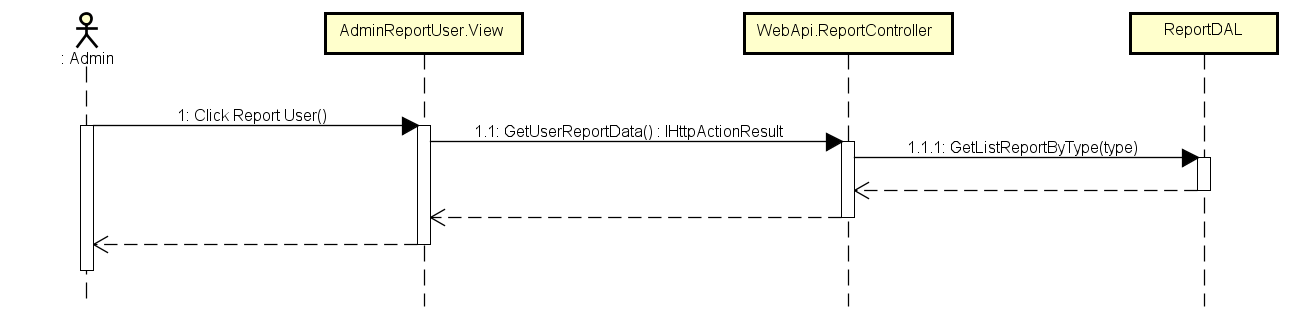 : Admin
AdminReportUser.View
WebApi.ReportController
ReportDAL
1: Click Report User()
1.1: GetUserReportData() : IHttpActionResult
1.1.1: GetListReportByType(type)